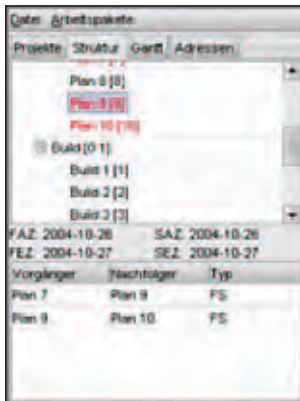 Datei Arbeitspakete
Projekte Struktur Gantt Adressen
Plan 8 [8]
Plan 9 [9]
Plan 10 [10]
Build [0 1]
Build 1 [1]
Build 2 [2]
Build 3 [3]
FAZ: 2004-10-26 SAZ: 2004-10-26
FEZ: 2004-10-27 SEZ: 2004-10-27
Vorgänger Nachfolger Typ
Plan 7 Plan 9 FS
Plan 9 Plan 10 FS